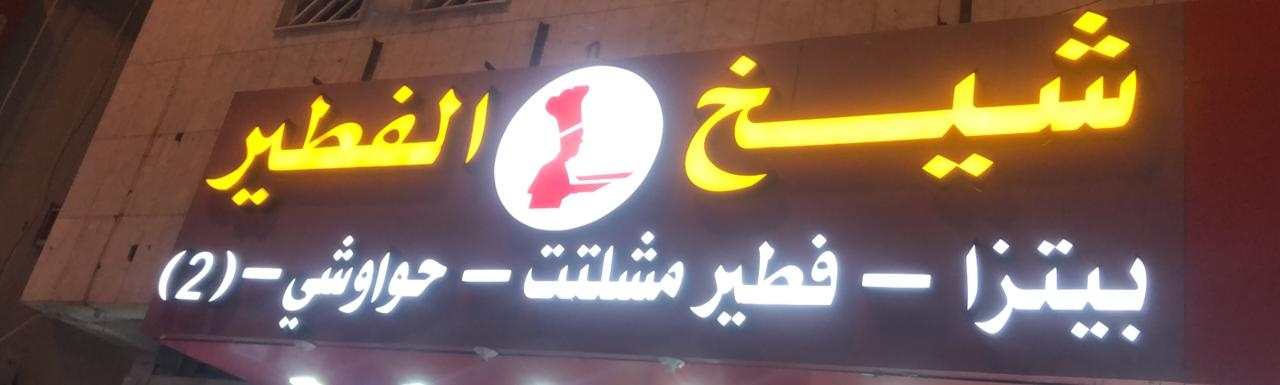 شيخ الفطير
بيتزا - فطير مشلتت - حواوشي - (2)